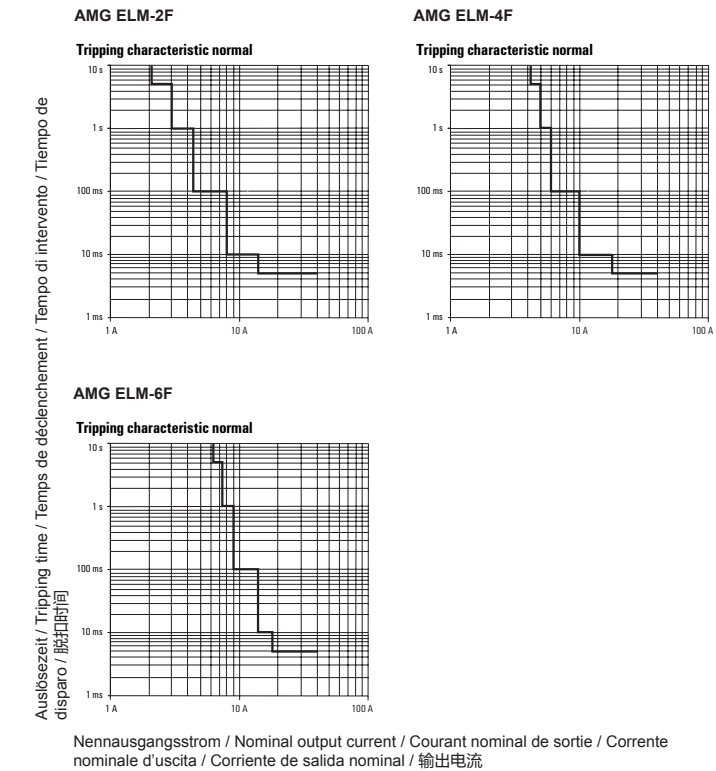 AMG ELM-2F
AMG ELM-4F
Tripping characteristic normal
Tripping characteristic normal
10 s
1 s
100 ms
10 ms
1 ms
1 A
10 A
100 A
10 s
1 s
100 ms
10 ms
1 ms
1 A
10 A
100 A
AMG ELM-6F
Tripping characteristic normal
10 s
1 s
100 ms
10 ms
1 ms
1 A
10 A
100 A
Auslösezeit / Tripping time / Temps de déclenchement / Tempo di intervento / Tiempo de
disparo / 脱扣时间
Nennausgangsstrom / Nominal output current / Courant nominal de sortie / Corrente
nominale d'uscita / Corriente de salida nominal / 输出电流